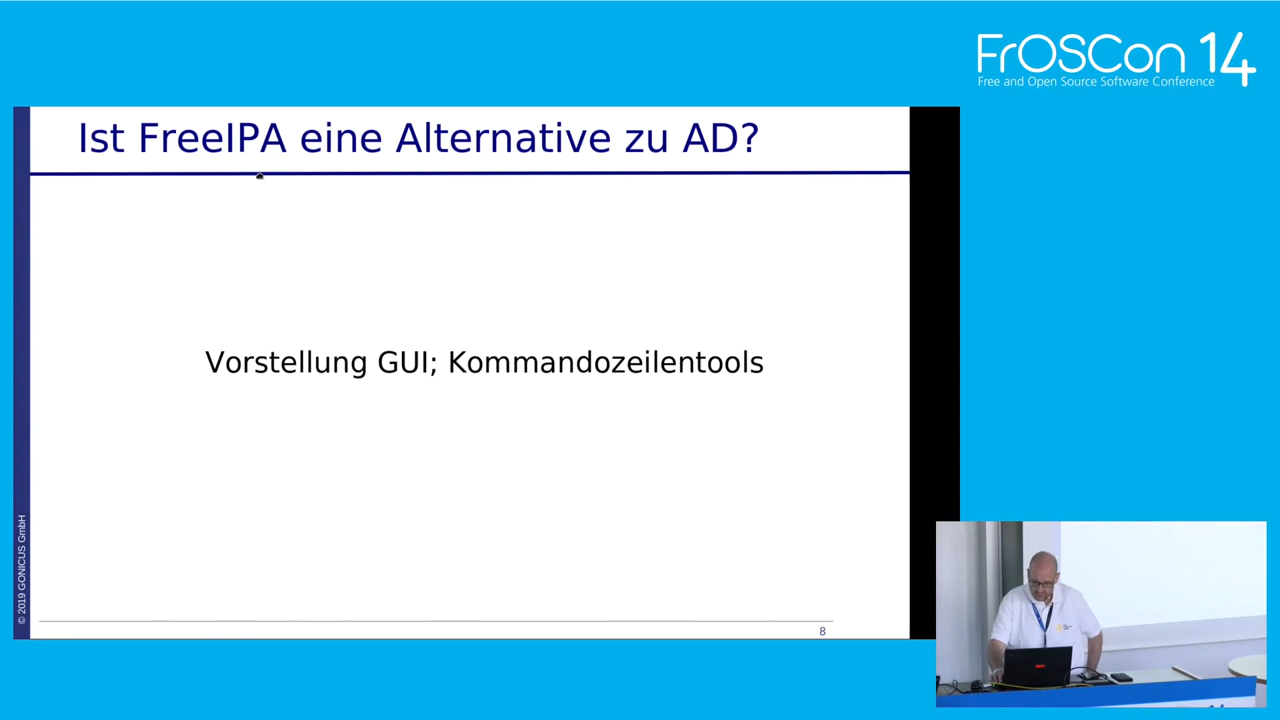 FrOSCon 14
Free and Open Source Software Conference
Ist FreeIPA eine Alternative zu AD?
Vorstellung GUI; Kommandozeilentools
© 2019 GONICUS GmbH
8